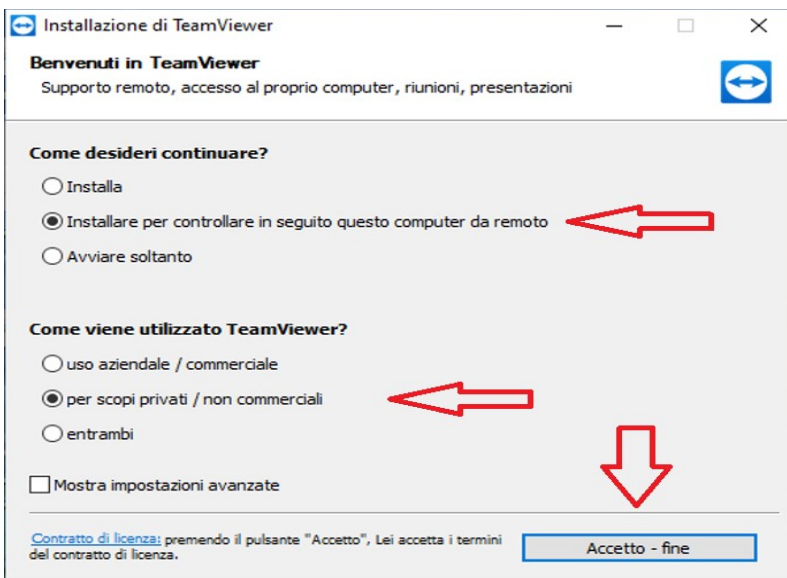 Installazione di TeamViewer
Benvenuti in TeamViewer
Supporto remoto, accesso al proprio computer, riunioni, presentazioni
Come desideri continuare?
Installa
Installare per controllare in seguito questo computer da remoto
Avviare soltanto
Come viene utilizzato TeamViewer?
uso aziendale / commerciale
per scopi privati / non commerciali
entrambi
Mostra impostazioni avanzate
Contratto di licenza: premendo il pulsante "Accetto", Lei accetta i termini
del contratto di licenza.
Accetto - fine